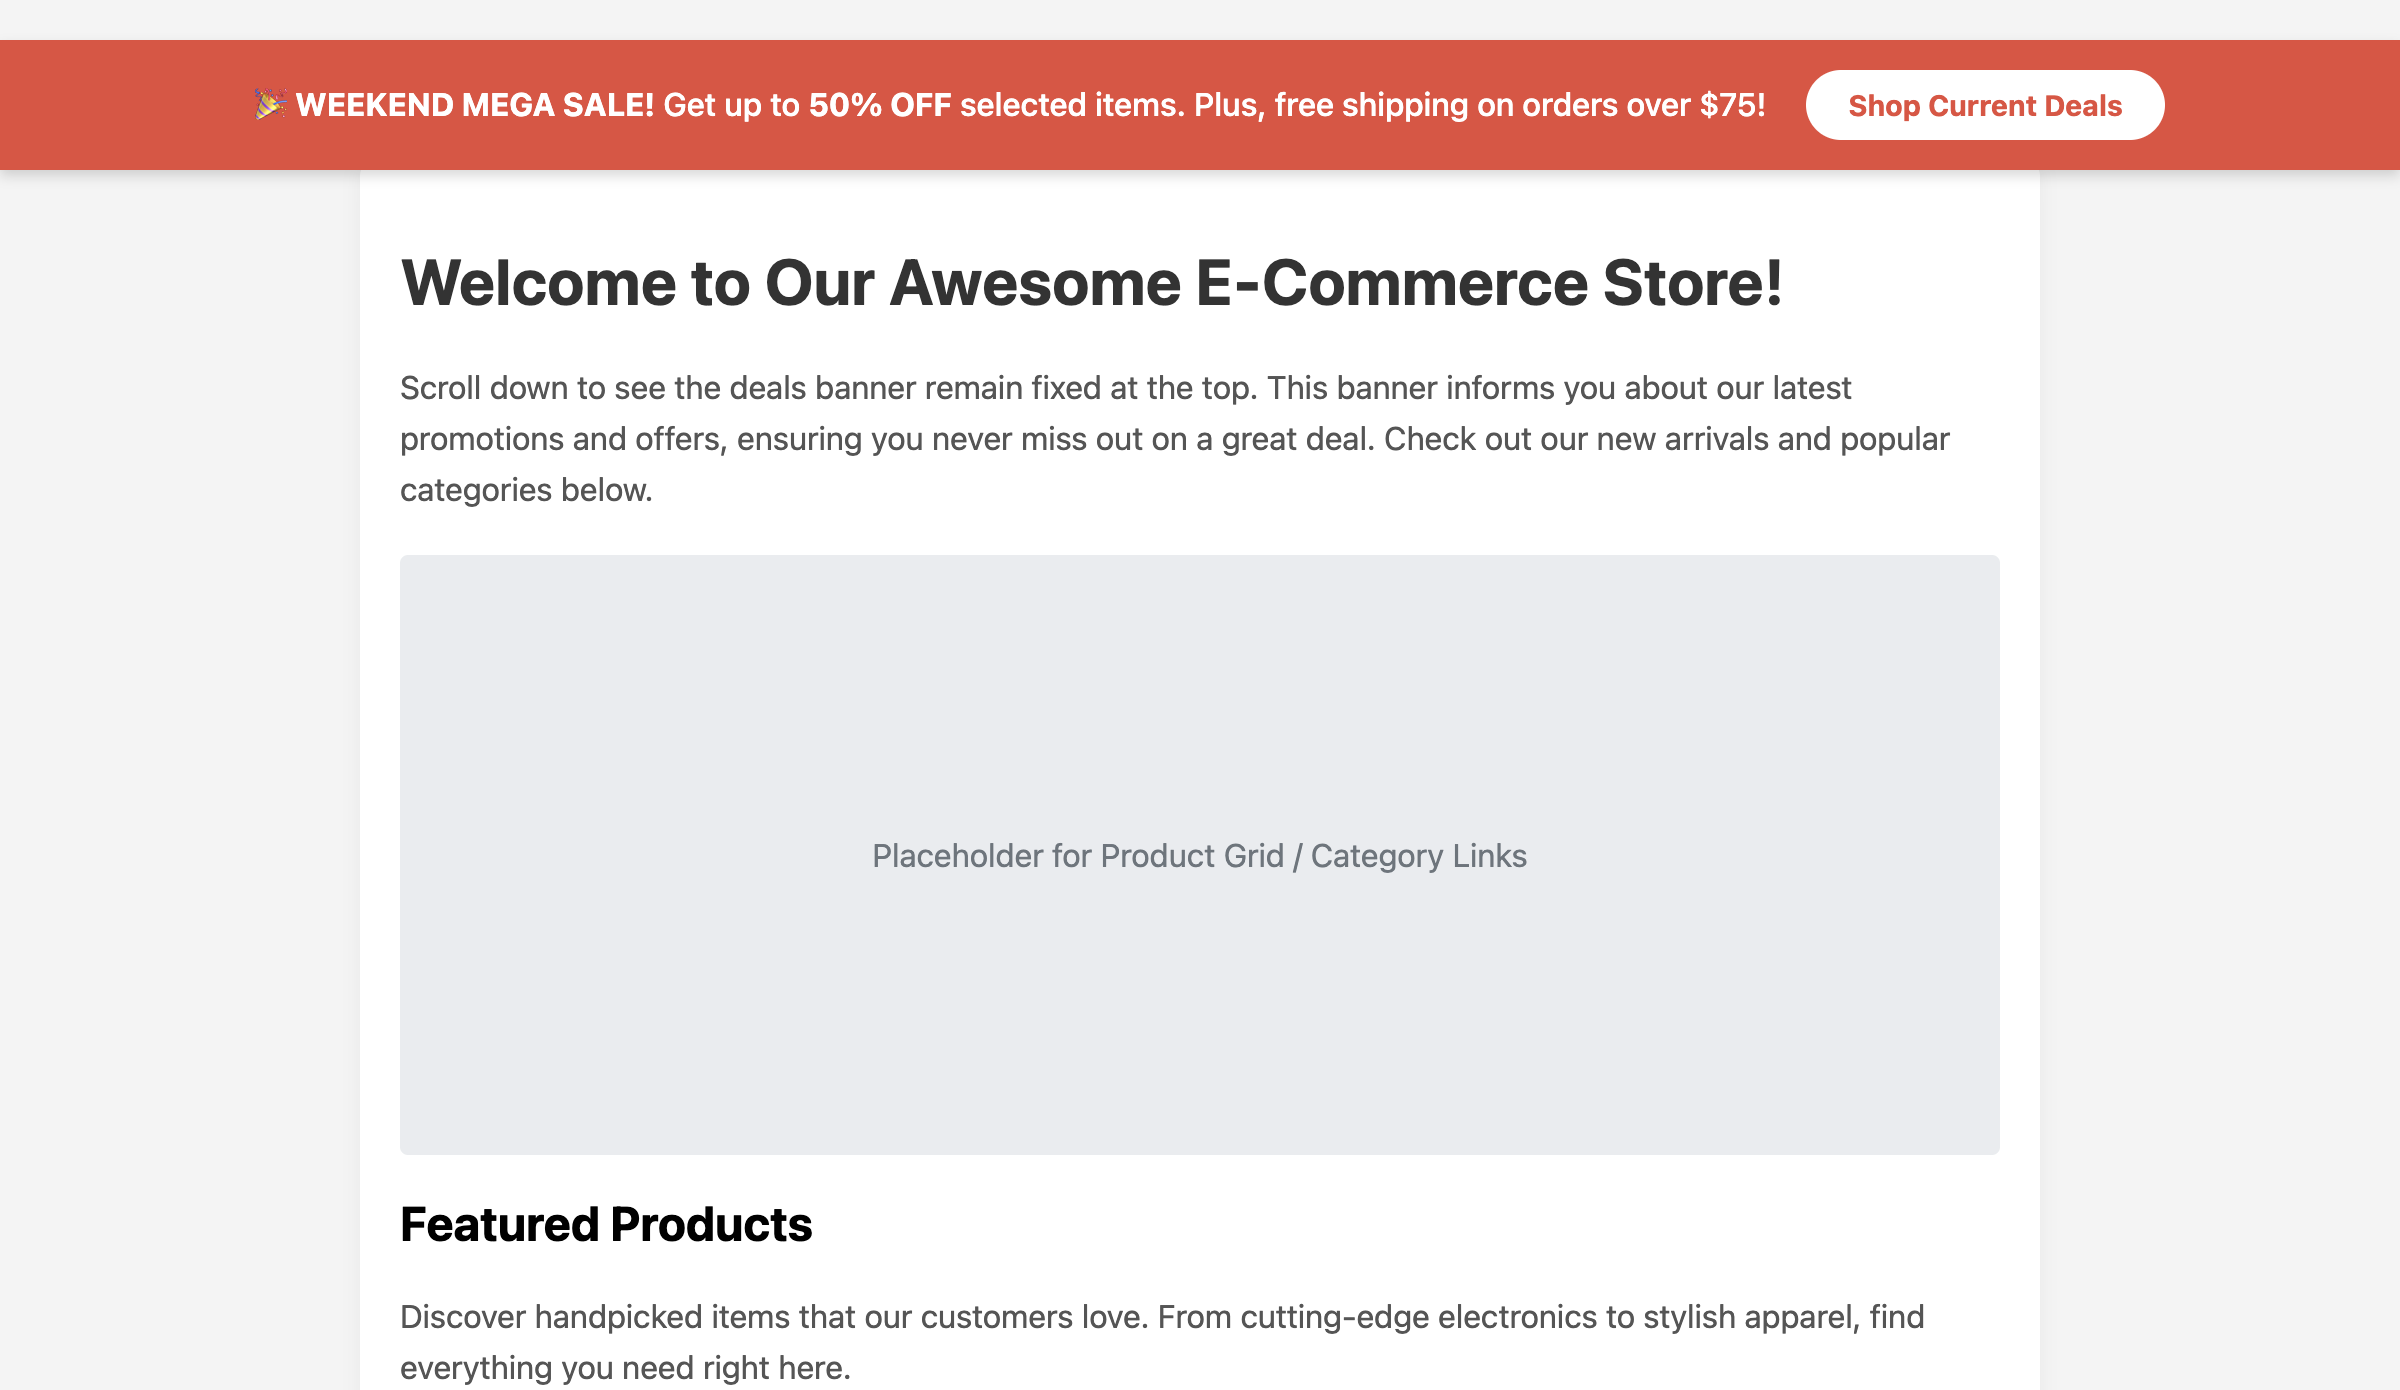 🎉 WEEKEND MEGA SALE! Get up to 50% OFF selected items. Plus, free shipping on orders over $75!
Shop Current Deals
Welcome to Our Awesome E-Commerce Store!
Scroll down to see the deals banner remain fixed at the top. This banner informs you about our latest
promotions and offers, ensuring you never miss out on a great deal. Check out our new arrivals and popular
categories below.
Placeholder for Product Grid / Category Links
Featured Products
Discover handpicked items that our customers love. From cutting-edge electronics to stylish apparel, find
everything you need right here.